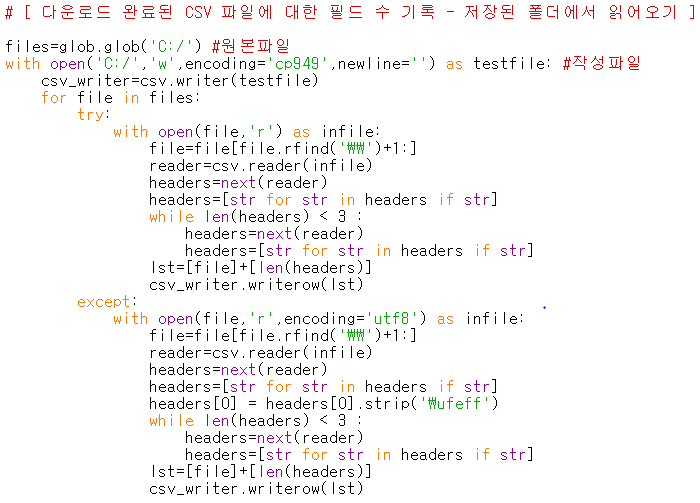 # [ 다운로드 완료된 CSV 파일에 대한 필드 수 기록 - 저장된 폴더에서 읽어오기 ]
files=glob.glob('C:/') #원본파일
with open('C:/','w',encoding='cp949',newline='') as testfile: #작성파일
    csv_writer=csv.writer(testfile)
    for file in files:
        try:
            with open(file,'r') as infile:
                file=file[file.rfind('₩₩')+1:]
                reader=csv.reader(infile)
                headers=next(reader)
                headers=[str for str in headers if str]
                while len(headers) < 3 :
                    headers=next(reader)
                    headers=[str for str in headers if str]
                lst=[file]+[len(headers)]
                csv_writer.writerow(lst)
        except:
            with open(file,'r',encoding='utf8') as infile:
                file=file[file.rfind('₩₩')+1:]
                reader=csv.reader(infile)
                headers=next(reader)
                headers=[str for str in headers if str]
                headers[0] = headers[0].strip('₩ufeff')
                while len(headers) < 3 :
                    headers=next(reader)
                    headers=[str for str in headers if str]
                lst=[file]+[len(headers)]
                csv_writer.writerow(lst)